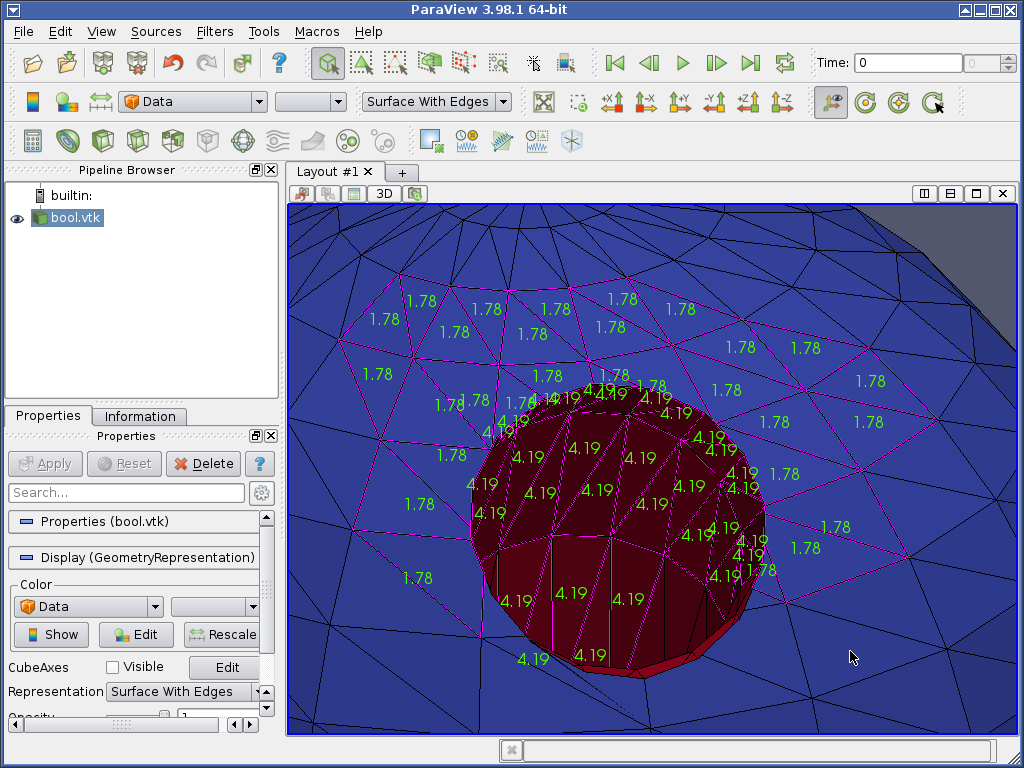 ParaView 3.98.1 64-bit
File Edit View Sources Filters Tools Macros Help
Time: 0 0
Data Surface With Edges
+X -X +Y -Y +Z -Z
Pipeline Browser
builtin:
bool.vtk
Layout #1
3D
Properties Information
Properties
Apply Reset Delete ?
Search...
Properties (bool.vtk)
Display (GeometryRepresentation)
Color
Data
Show Edit Rescale
CubeAxes Visible Edit
Representation Surface With Edges
1.78 1.78 1.78 1.78 1.78
1.78 1.78 1.78 1.78
1.78 1.78
1.78 1.78 1.78 1.78 1.78
1.78 1.78 1.78 1.78
4.19 4.19 4.19 4.19
4.19 4.19
1.78 1.78
4.19 4.19 4.19 4.19 4.19
1.78 4.19 4.19 4.19 4.19 4.19 1.78
4.19 4.19 4.19 4.19
1.78 4.19 4.19
4.19 4.19 1.78
4.19 1.78
4.19 1.78
1.78 4.19
4.19 4.19 4.19
4.19 4.19